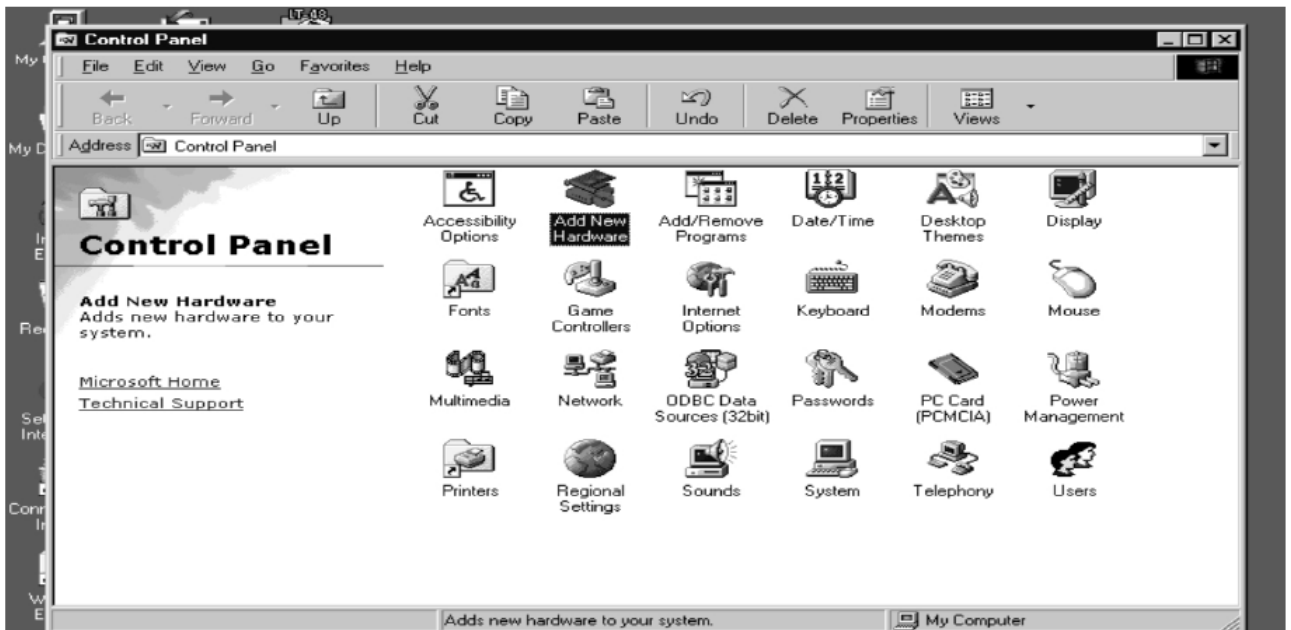 LT-48
Control Panel
My
File Edit View Go Favorites Help
Back Forward Up Cut Copy Paste Undo Delete Properties Views
My D
Address Control Panel
Control Panel
Add New Hardware
Adds new hardware to your
system.
Microsoft Home
Technical Support
Accessibility Options
Add New Hardware
Add/Remove Programs
Date/Time
Desktop Themes
Display
Fonts
Game Controllers
Internet Options
Keyboard
Modems
Mouse
Multimedia
Network
ODBC Data Sources (32bit)
Passwords
PC Card (PCMCIA)
Power Management
Printers
Regional Settings
Sounds
System
Telephony
Users
Adds new hardware to your system.
My Computer